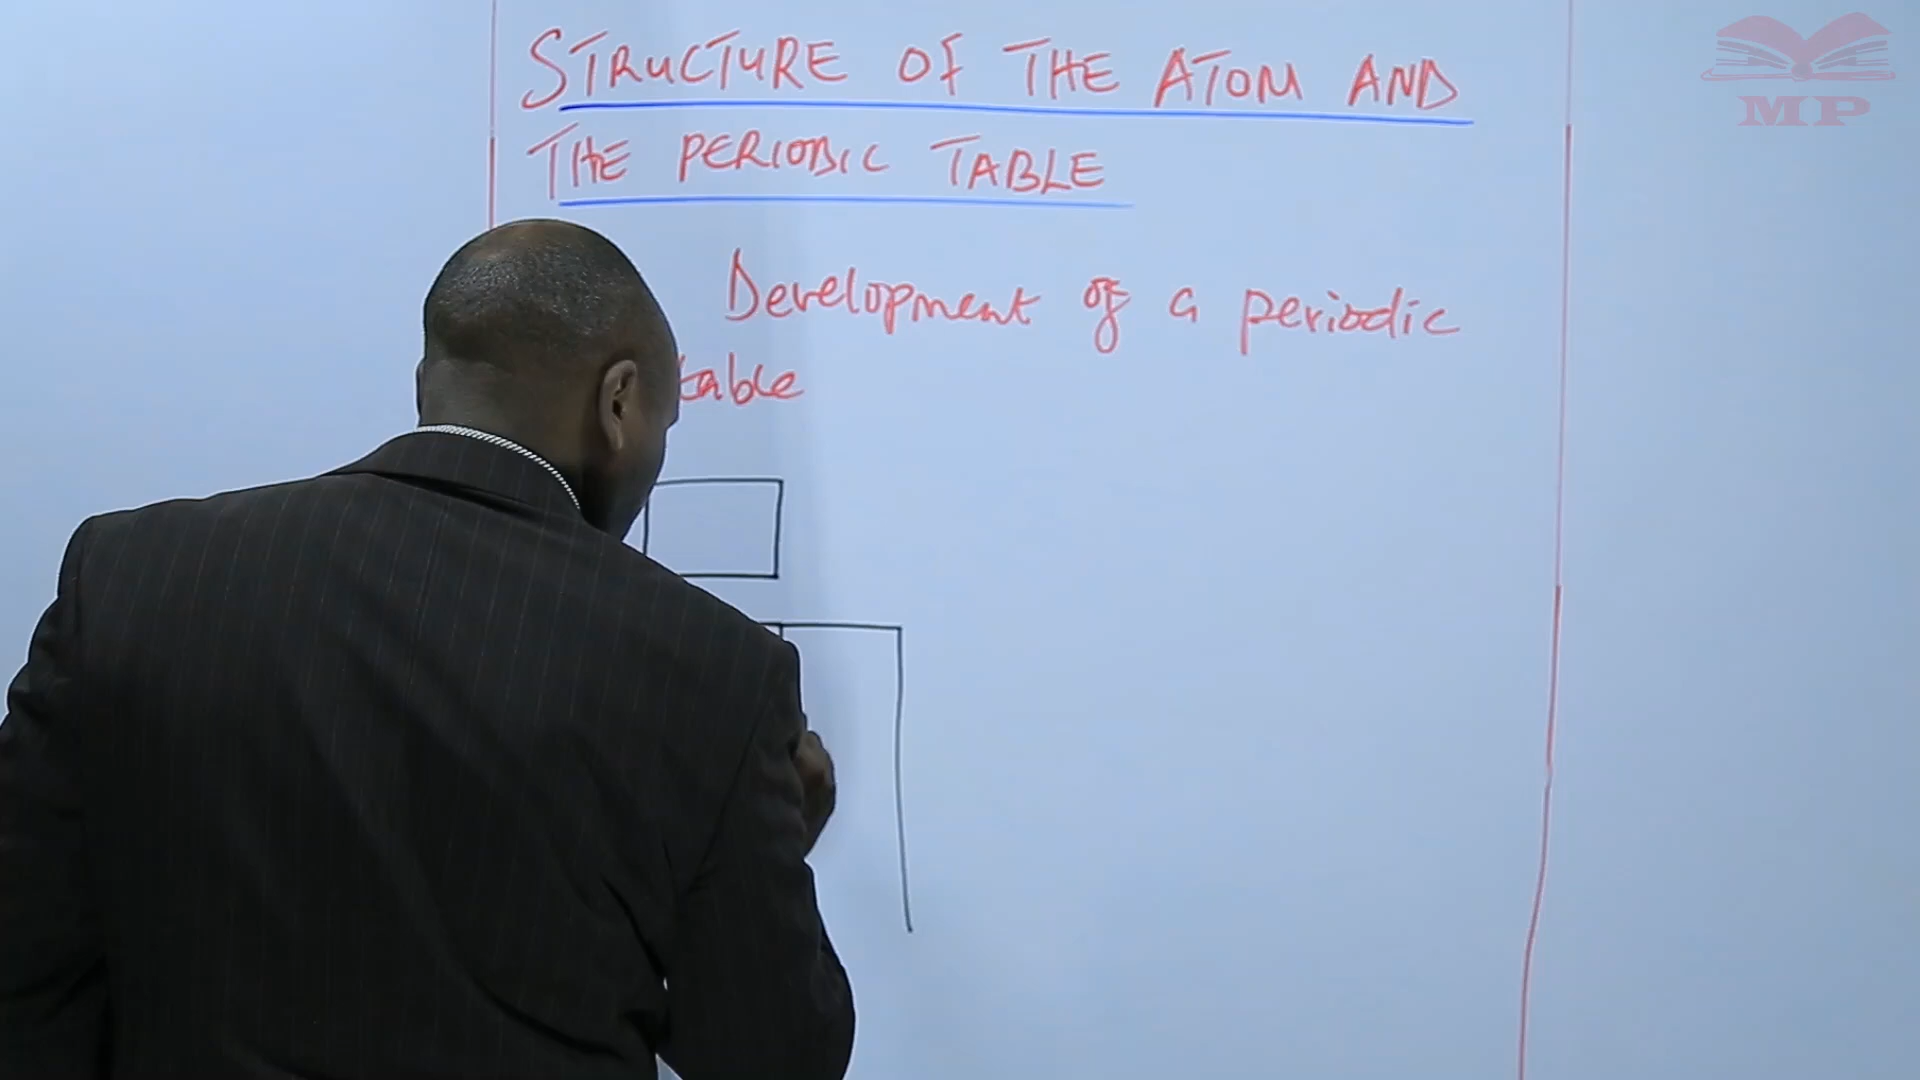 STRUCTURE OF THE ATOM AND
THE PERIODIC TABLE
Development of a periodic
table
MP